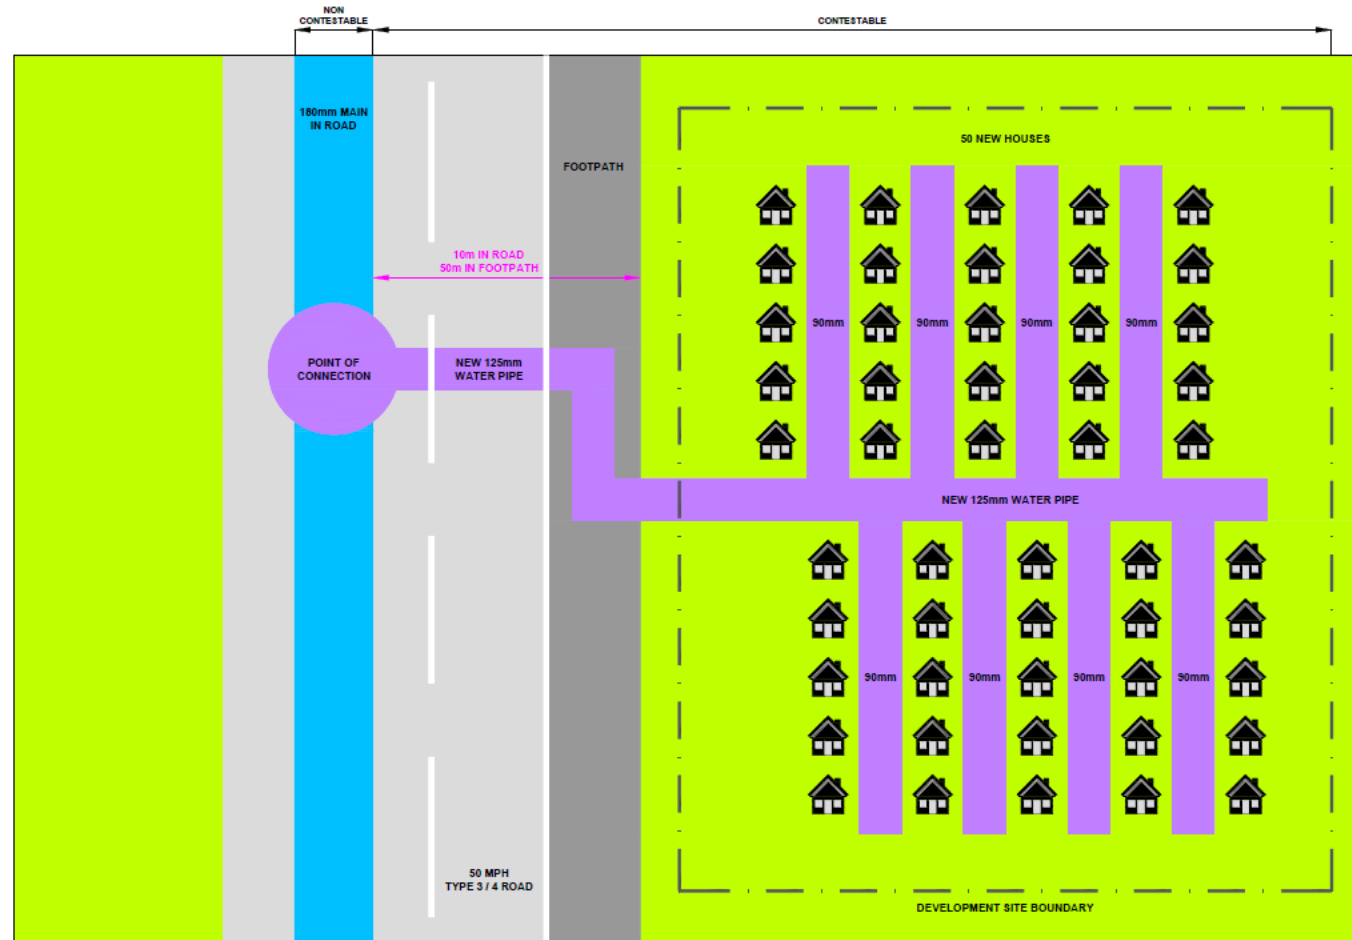 NON
CONTESTABLE
CONTESTABLE
180mm MAIN
IN ROAD
50 NEW HOUSES
FOOTPATH
10m IN ROAD
50m IN FOOTPATH
90mm
90mm
90mm
90mm
POINT OF
CONNECTION
NEW 125mm
WATER PIPE
NEW 125mm WATER PIPE
90mm
90mm
90mm
90mm
50 MPH
TYPE 3 / 4 ROAD
DEVELOPMENT SITE BOUNDARY